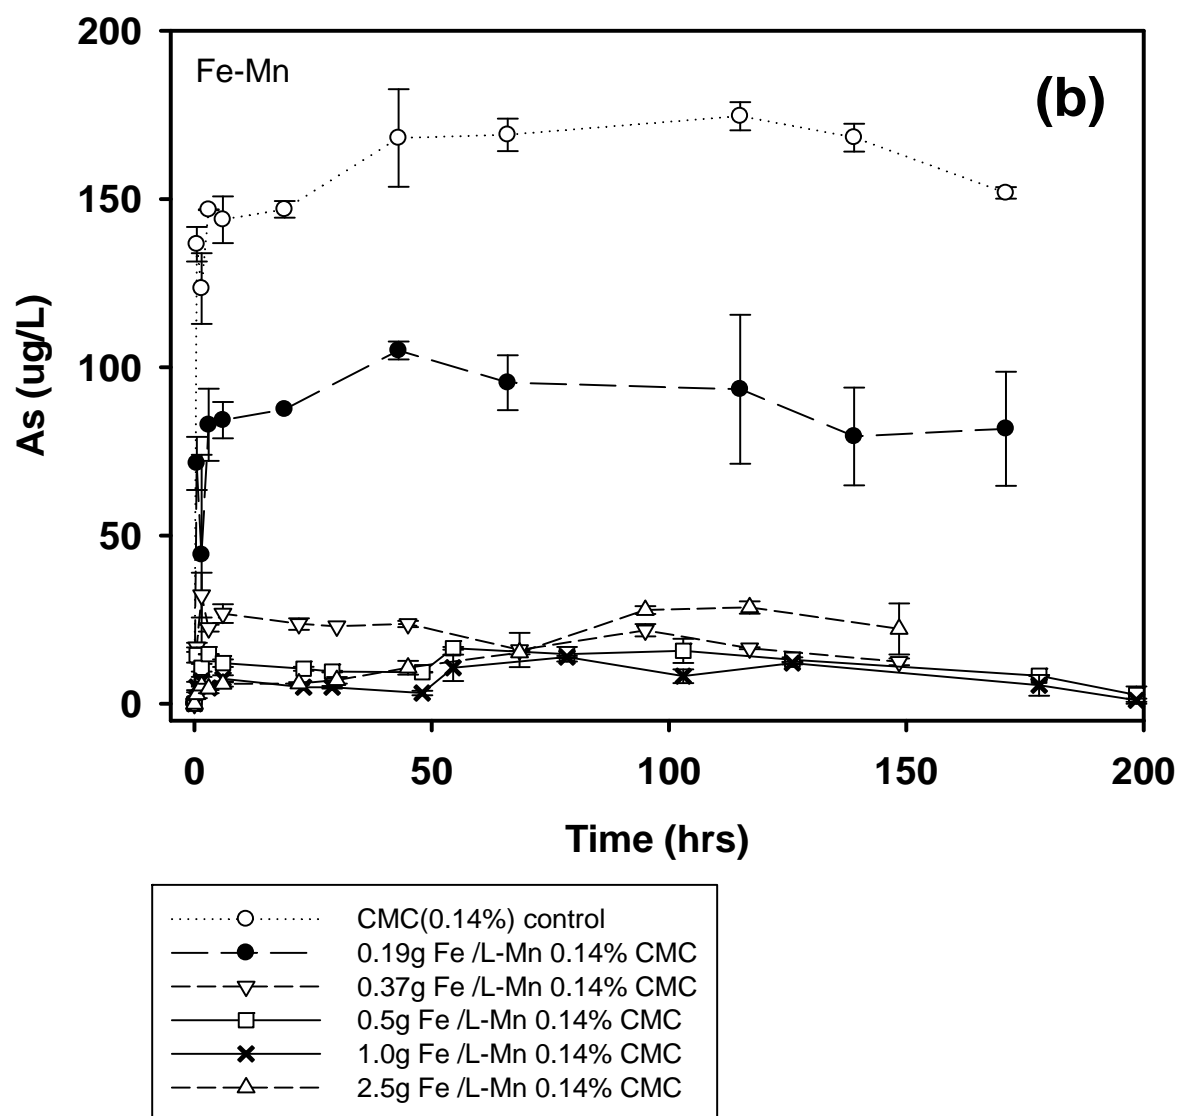 200
Fe-Mn
(b)
150
100
50
0
As (ug/L)
0 50 100 150 200
Time (hrs)
CMC(0.14%) control
0.19g Fe /L-Mn 0.14% CMC
0.37g Fe /L-Mn 0.14% CMC
0.5g Fe /L-Mn 0.14% CMC
1.0g Fe /L-Mn 0.14% CMC
2.5g Fe /L-Mn 0.14% CMC